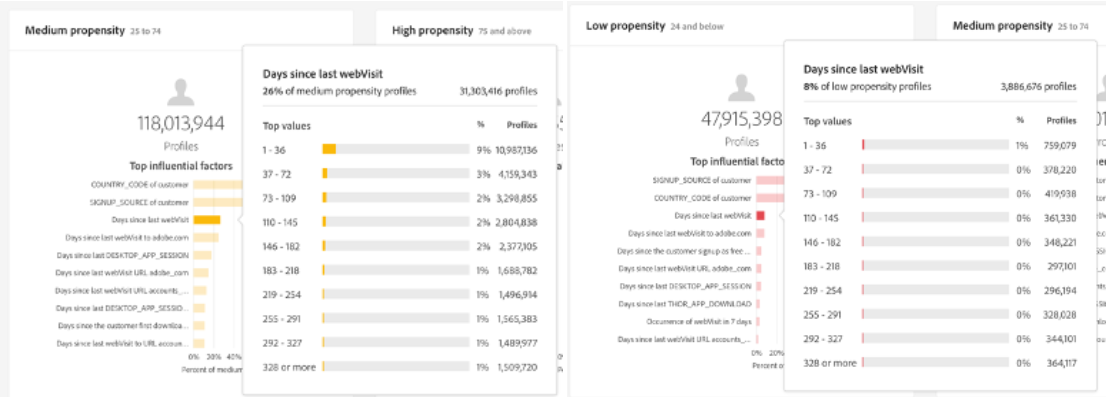 Medium propensity 25 to 74
High propensity 75 and above
118,013,944
Profiles
Top influential factors
COUNTRY_CODE of customer
SIGNUP_SOURCE of customer
Days since last webVisit
Days since last webVisit to adobe.com
Days since last DESKTOP_APP_SESSION
Days since last webVisit URL adobe_com
Days since last webVisit URL accounts_...
Days since last DESKTOP_APP_SESSIO...
Days since the customer first downloa...
Days since last webVisit to URL accoun...
0% 20% 40%
Percent of medium
Days since last webVisit
26% of medium propensity profiles 31,303,416 profiles
Top values % Profiles
1 - 36 9% 10,987,136
37 - 72 3% 4,159,343
73 - 109 2% 3,298,855
110 - 145 2% 2,804,838
146 - 182 2% 2,377,105
183 - 218 1% 1,688,782
219 - 254 1% 1,496,914
255 - 291 1% 1,565,383
292 - 327 1% 1,489,977
328 or more 1% 1,509,720
Low propensity 24 and below
Medium propensity 25 to 74
47,915,398
Profiles
Top influential facto
SIGNUP_SOURCE of customer
COUNTRY_CODE of customer
Days since last webVisit
Days since last webVisit to adobe.com
Days since the customer signup as free ...
Days since last webVisit URL adobe_com
Days since last DESKTOP_APP_SESSION
Days since last THOR_APP_DOWNLOAD
Occurrence of webVisit in 7 days
Days since last webVisit URL accounts_...
0% 20%
Percent o
Days since last webVisit
8% of low propensity profiles 3,886,676 profiles
Top values % Profiles
1 - 36 1% 759,079
37 - 72 0% 378,220
73 - 109 0% 419,938
110 - 145 0% 361,330
146 - 182 0% 348,221
183 - 218 0% 297,101
219 - 254 0% 296,194
255 - 291 0% 328,028
292 - 327 0% 344,101
328 or more 0% 364,117